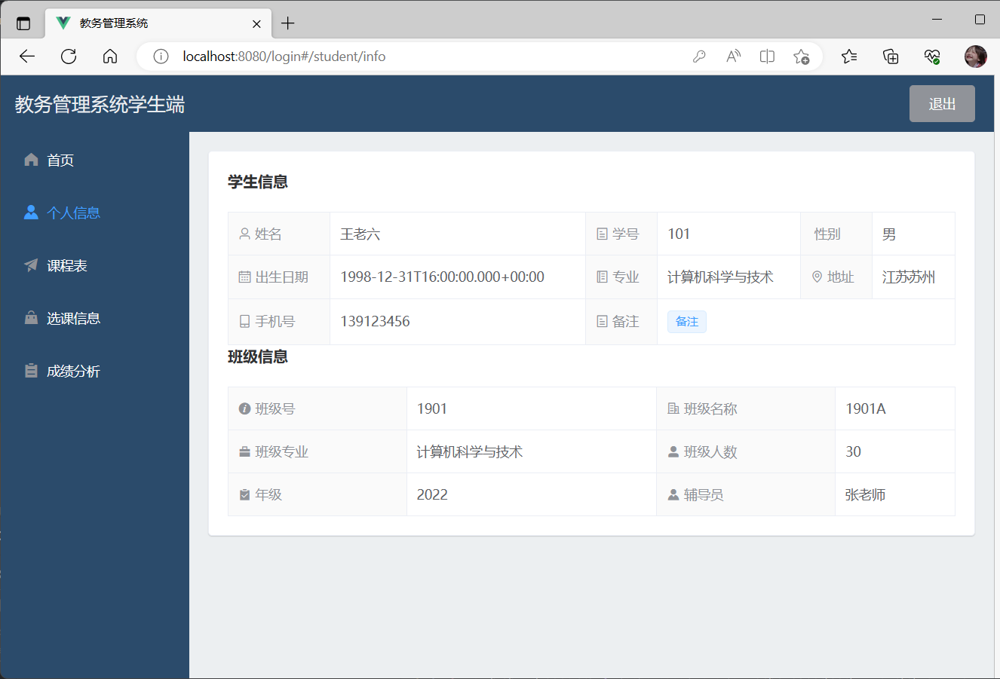 教务管理系统
localhost:8080/login#/student/info
教务管理系统学生端
退出
首页
个人信息
课程表
选课信息
成绩分析
学生信息
姓名 王老六 学号 101 性别 男
出生日期 1998-12-31T16:00:00.000+00:00 专业 计算机科学与技术 地址 江苏苏州
手机号 139123456 备注 备注
班级信息
班级号 1901 班级名称 1901A
班级专业 计算机科学与技术 班级人数 30
年级 2022 辅导员 张老师